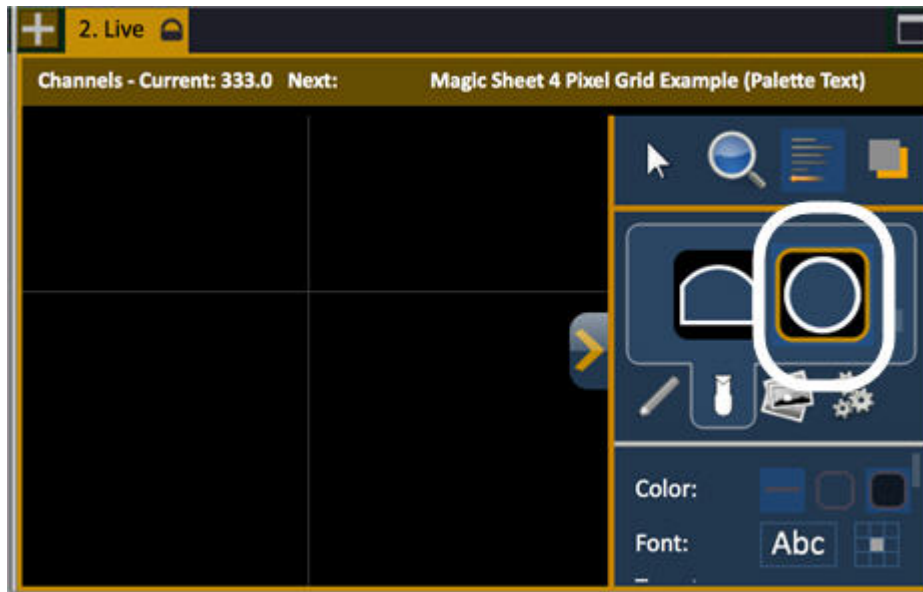 2. Live
Channels - Current: 333.0 Next: Magic Sheet 4 Pixel Grid Example (Palette Text)
Color:
Font: Abc